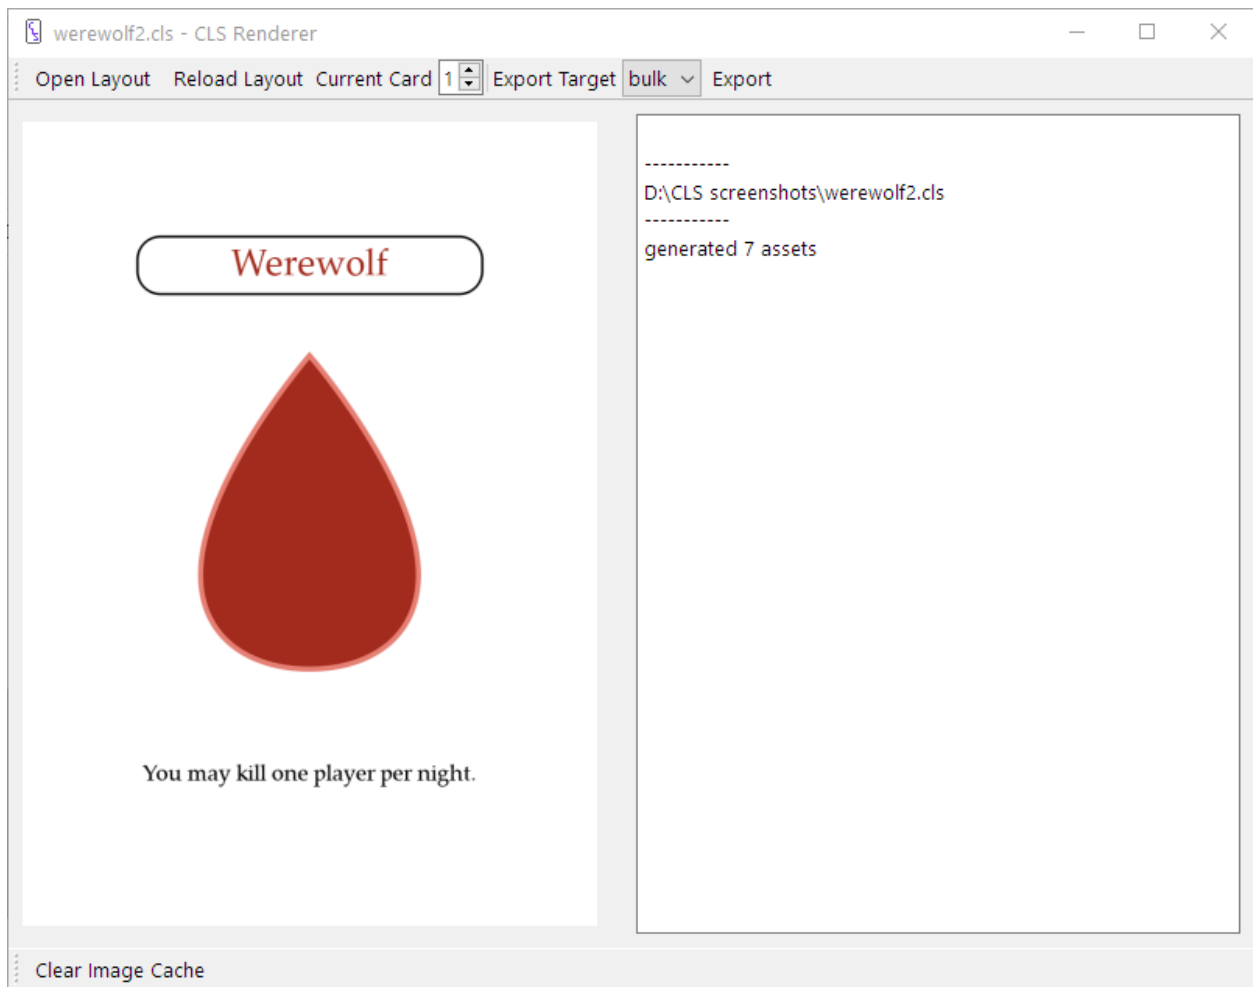 werewolf2.cls - CLS Renderer
Open Layout Reload Layout Current Card 1 Export Target bulk Export
Werewolf
You may kill one player per night.
-----------
D:\CLS screenshots\werewolf2.cls
-----------
generated 7 assets
Clear Image Cache